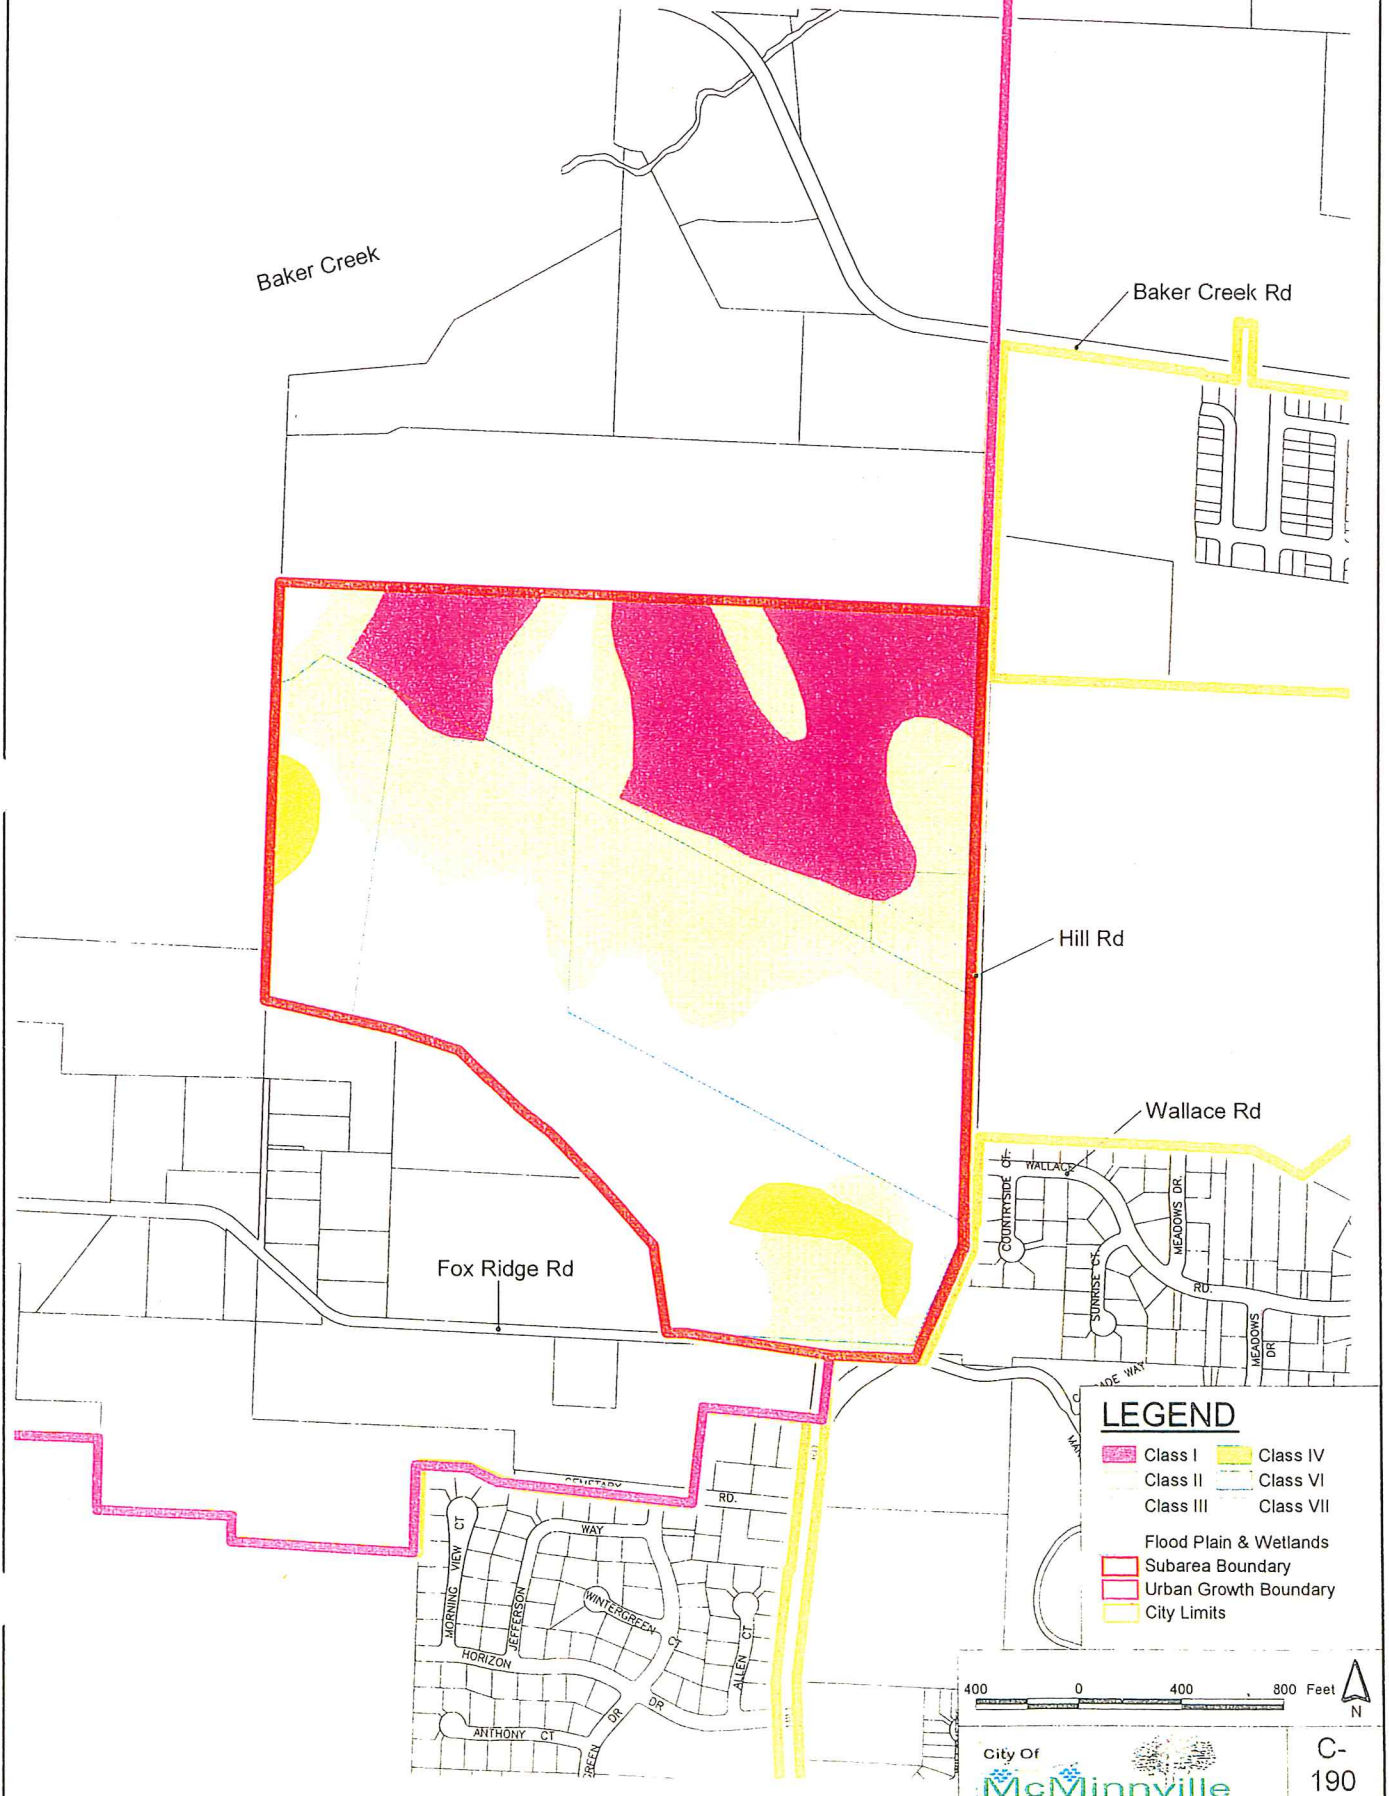 Baker Creek
Baker Creek Rd
Hill Rd
Wallace Rd
WALLACE
COUNTRYSIDE CT.
MEADOWS DR.
SUNRISE CT.
RD.
MEADOWS DR
Fox Ridge Rd
ADE WAY
CEMETARY
RD.
WAY
MORNING VIEW CT
JEFFERSON
WINTERGREEN
CT
ALLEN CT
HORIZON
DR
DR
ANTHONY CT
LEGEND
Class I
Class IV
Class II
Class VI
Class III
Class VII
Flood Plain & Wetlands
Subarea Boundary
Urban Growth Boundary
City Limits
400 0 400 800 Feet
N
City Of
McMinnville
C-
190